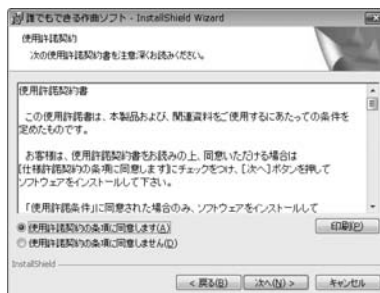 誰でもできる作曲ソフト - InstallShield Wizard
使用許諾契約
次の使用許諾契約書を注意深くお読みください。
使用許諾契約書
この使用許諾書は、本製品および、関連資料をご使用するにあたっての条件を
定めたものです。
お客様は、使用許諾契約書をお読みの上、同意いただける場合は
[仕様許諾契約の条項に同意します]にチェックをつけ、[次へ]ボタンを押して
ソフトウェアをインストールして下さい。
「使用許諾条件」に同意された場合のみ、ソフトウェアをインストールして
使用許諾契約の条項に同意します(A)
印刷(P)
使用許諾契約の条項に同意しません(D)
InstallShield
< 戻る(B)
次へ(N) >
キャンセル